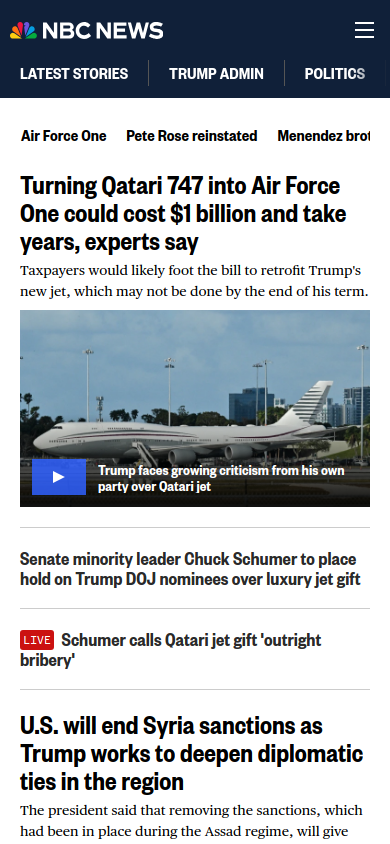 NBC NEWS
LATEST STORIES TRUMP ADMIN POLITICS
Air Force One Pete Rose reinstated Menendez brot
Turning Qatari 747 into Air Force
One could cost $1 billion and take
years, experts say
Taxpayers would likely foot the bill to retrofit Trump's
new jet, which may not be done by the end of his term.
Trump faces growing criticism from his own
party over Qatari jet
Senate minority leader Chuck Schumer to place
hold on Trump DOJ nominees over luxury jet gift
LIVE Schumer calls Qatari jet gift 'outright
bribery'
U.S. will end Syria sanctions as
Trump works to deepen diplomatic
ties in the region
The president said that removing the sanctions, which
had been in place during the Assad regime, will give